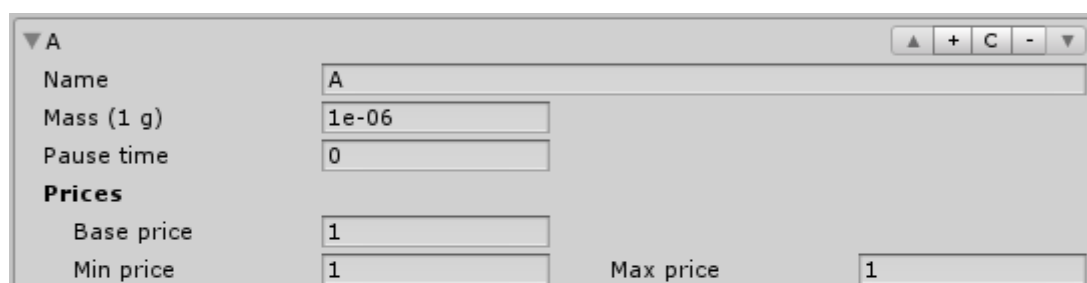 ▼ A ▲ + C - ▼
Name A
Mass (1 g) 1e-06
Pause time 0
Prices
Base price 1
Min price 1 Max price 1